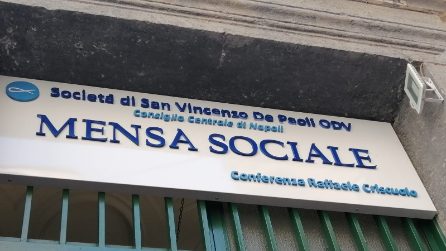 Società di San Vincenzo De Paoli ODV
Consiglio Centrale di Napoli
MENSA SOCIALE
Conferenza Raffaele Criscuolo